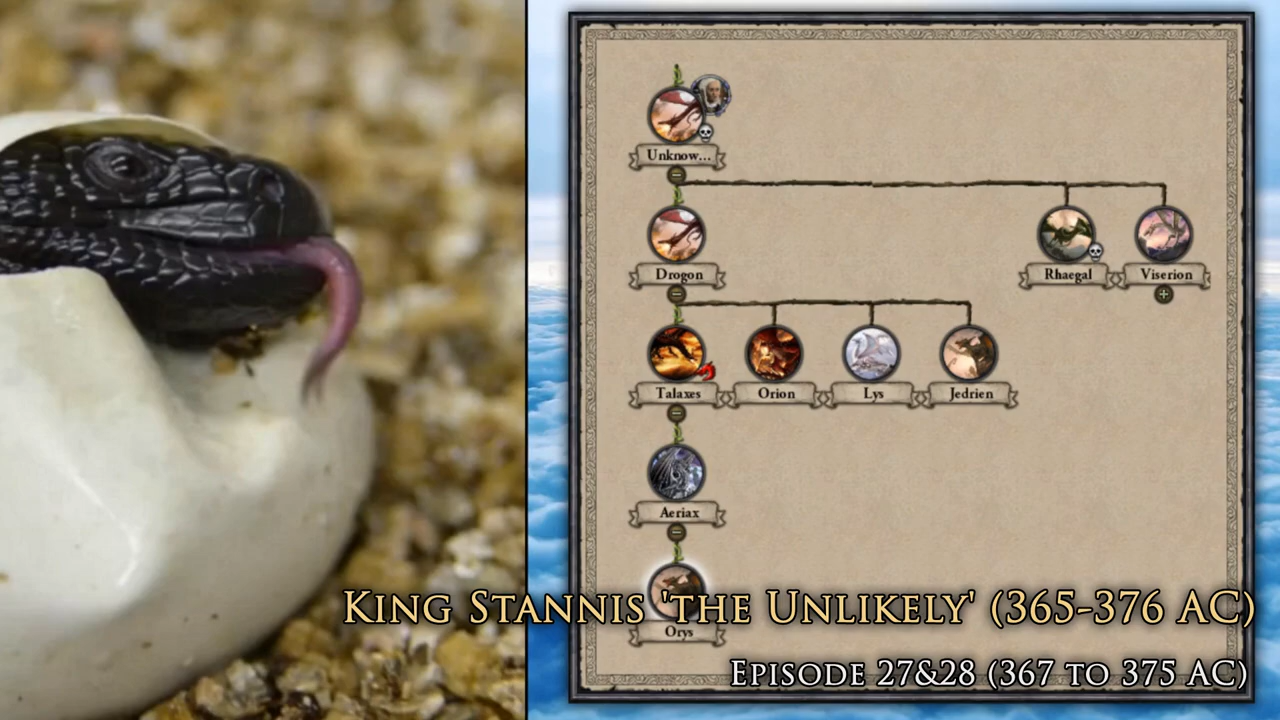 Unknow...
Drogon
Rhaegal
Viserion
Talaxes
Orion
Lys
Jedrien
Aeriax
King Stannis 'the Unlikely' (365-376 AC)
Orys
Episode 27&28 (367 to 375 AC)